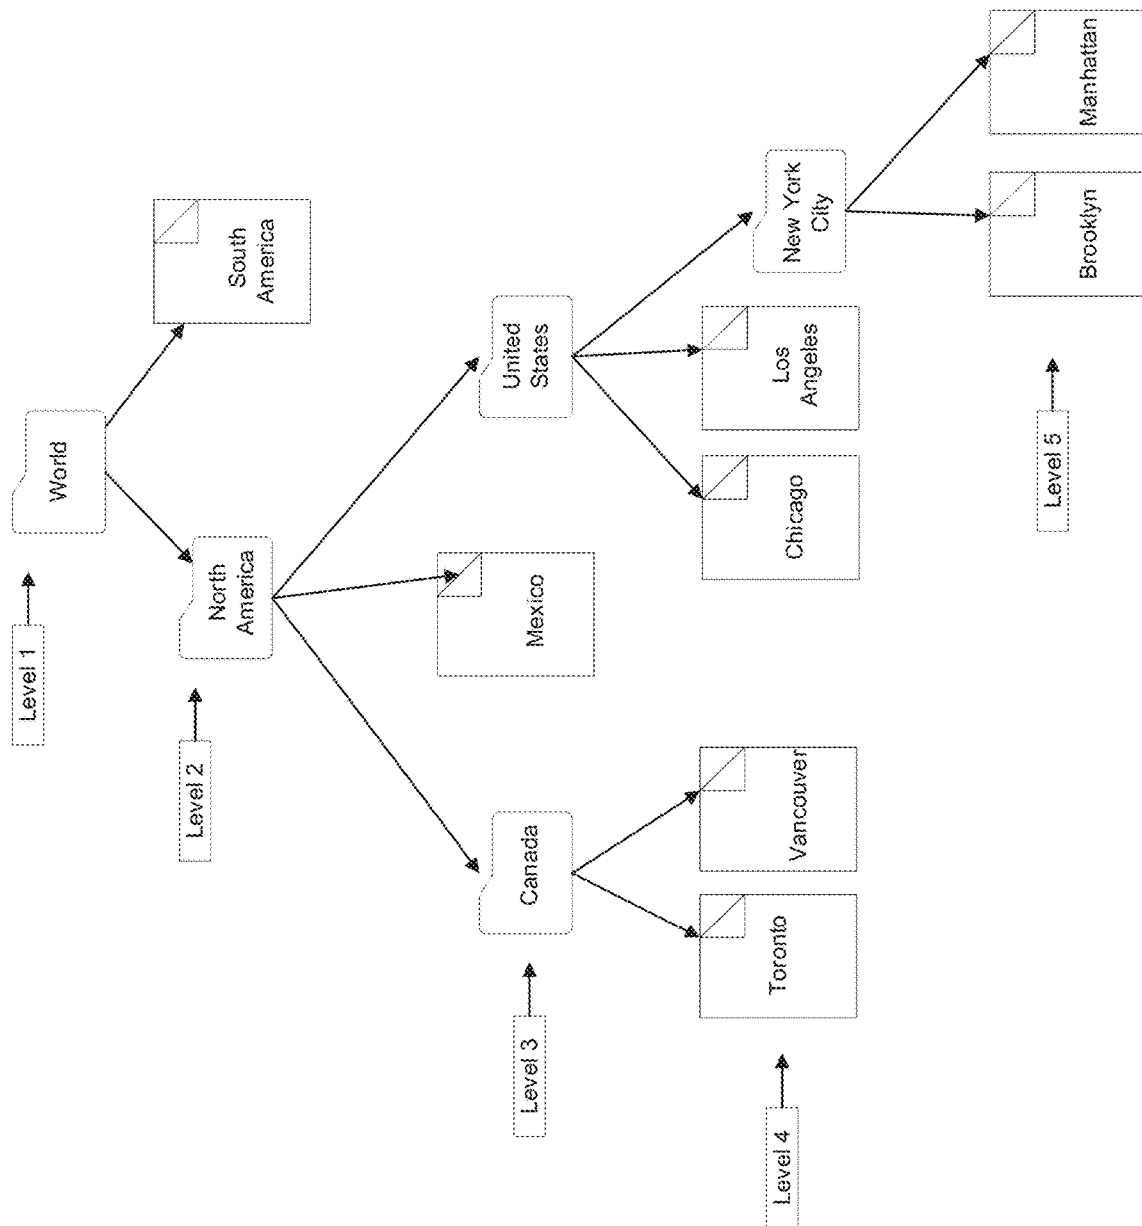 Level 1
World
Level 2
North
America
South
America
Level 3
Canada
Mexico
United
States
Level 4
Toronto
Vancouver
Chicago
Los
Angeles
New York
City
Level 5
Brooklyn
Manhattan